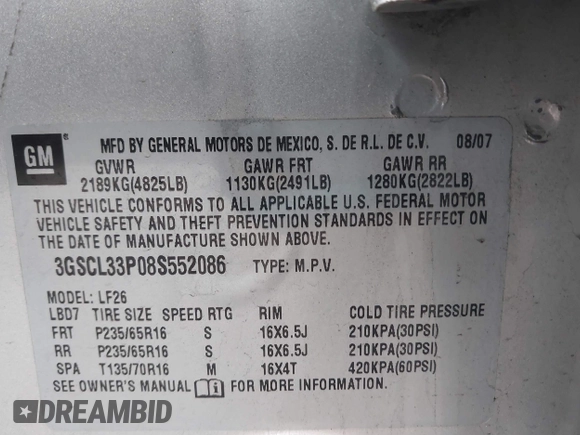 GM
MFD BY GENERAL MOTORS DE MEXICO, S. DE R.L. DE C.V. 08/07
GVWR GAWR FRT GAWR RR
2189KG(4825LB) 1130KG(2491LB) 1280KG(2822LB)
THIS VEHICLE CONFORMS TO ALL APPLICABLE U.S. FEDERAL MOTOR
VEHICLE SAFETY AND THEFT PREVENTION STANDARDS IN EFFECT ON
THE DATE OF MANUFACTURE SHOWN ABOVE.
3GSCL33P08S552086 TYPE: M.P.V.
MODEL: LF26
LBD7 TIRE SIZE SPEED RTG RIM COLD TIRE PRESSURE
FRT P235/65R16 S 16X6.5J 210KPA(30PSI)
RR P235/65R16 S 16X6.5J 210KPA(30PSI)
SPA T135/70R16 M 16X4T 420KPA(60PSI)
SEE OWNER'S MANUAL FOR MORE INFORMATION.
DREAMBID